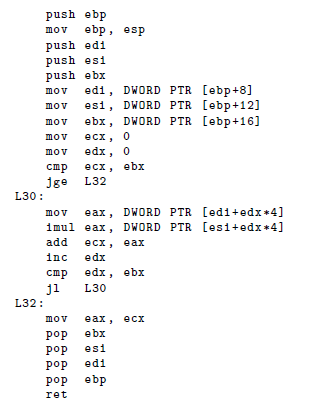 push ebp
mov ebp, esp
push edi
push esi
push ebx
mov edi, DWORD PTR [ebp+8]
mov esi, DWORD PTR [ebp+12]
mov ebx, DWORD PTR [ebp+16]
mov ecx, 0
mov edx, 0
cmp ecx, ebx
jge L32
L30:
mov eax, DWORD PTR [edi+edx*4]
imul eax, DWORD PTR [esi+edx*4]
add ecx, eax
inc edx
cmp edx, ebx
jl L30
L32:
mov eax, ecx
pop ebx
pop esi
pop edi
pop ebp
ret